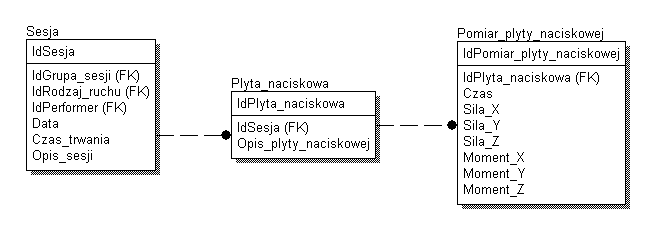 Sesja
IdSesja
IdGrupa_sesji (FK)
IdRodzaj_ruchu (FK)
IdPerformer (FK)
Data
Czas_trwania
Opis_sesji
Plyta_naciskowa
IdPlyta_naciskowa
IdSesja (FK)
Opis_plyty_naciskowej
Pomiar_plyty_naciskowej
IdPomiar_plyty_naciskowej
IdPlyta_naciskowa (FK)
Czas
Sila_X
Sila_Y
Sila_Z
Moment_X
Moment_Y
Moment_Z